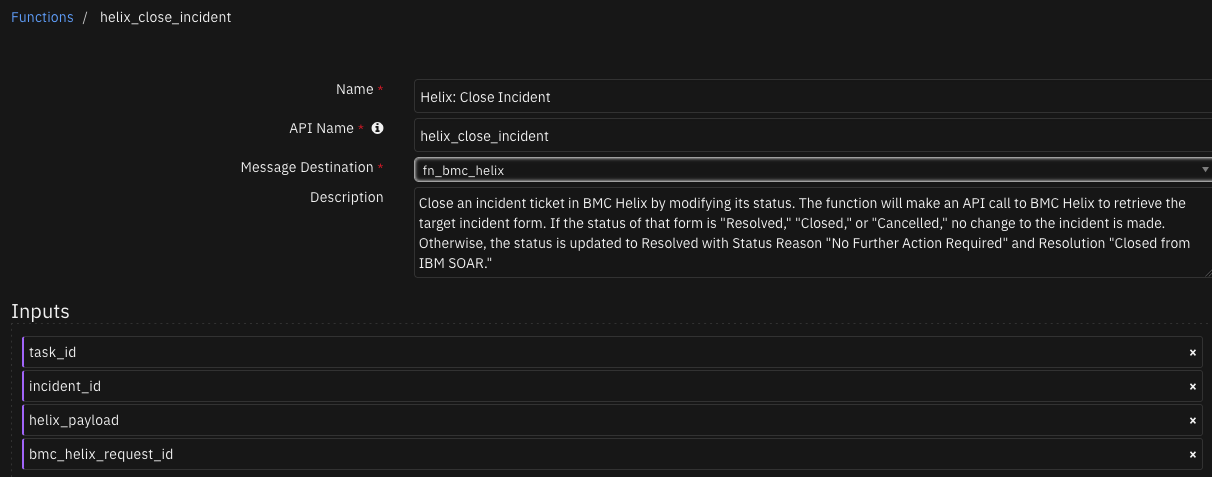 Functions / helix_close_incident
Name *
Helix: Close Incident
API Name *
helix_close_incident
Message Destination *
fn_bmc_helix
Description
Close an incident ticket in BMC Helix by modifying its status. The function will make an API call to BMC Helix to retrieve the
target incident form. If the status of that form is "Resolved," "Closed," or "Cancelled," no change to the incident is made.
Otherwise, the status is updated to Resolved with Status Reason "No Further Action Required" and Resolution "Closed from
IBM SOAR."
Inputs
task_id ×
incident_id ×
helix_payload ×
bmc_helix_request_id ×